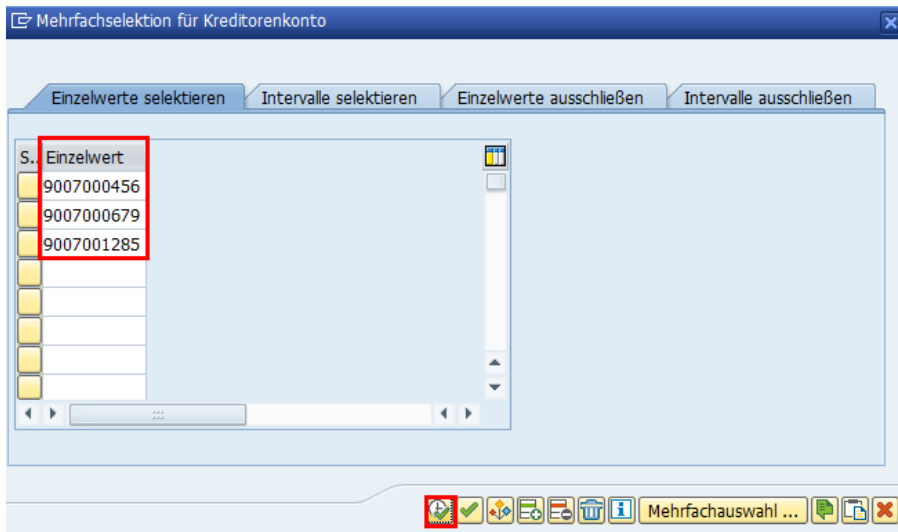 Mehrfachselektion für Kreditorenkonto
Einzelwerte selektieren Intervalle selektieren Einzelwerte ausschließen Intervalle ausschließen
S.. Einzelwert
9007000456
9007000679
9007001285
Mehrfachauswahl ...